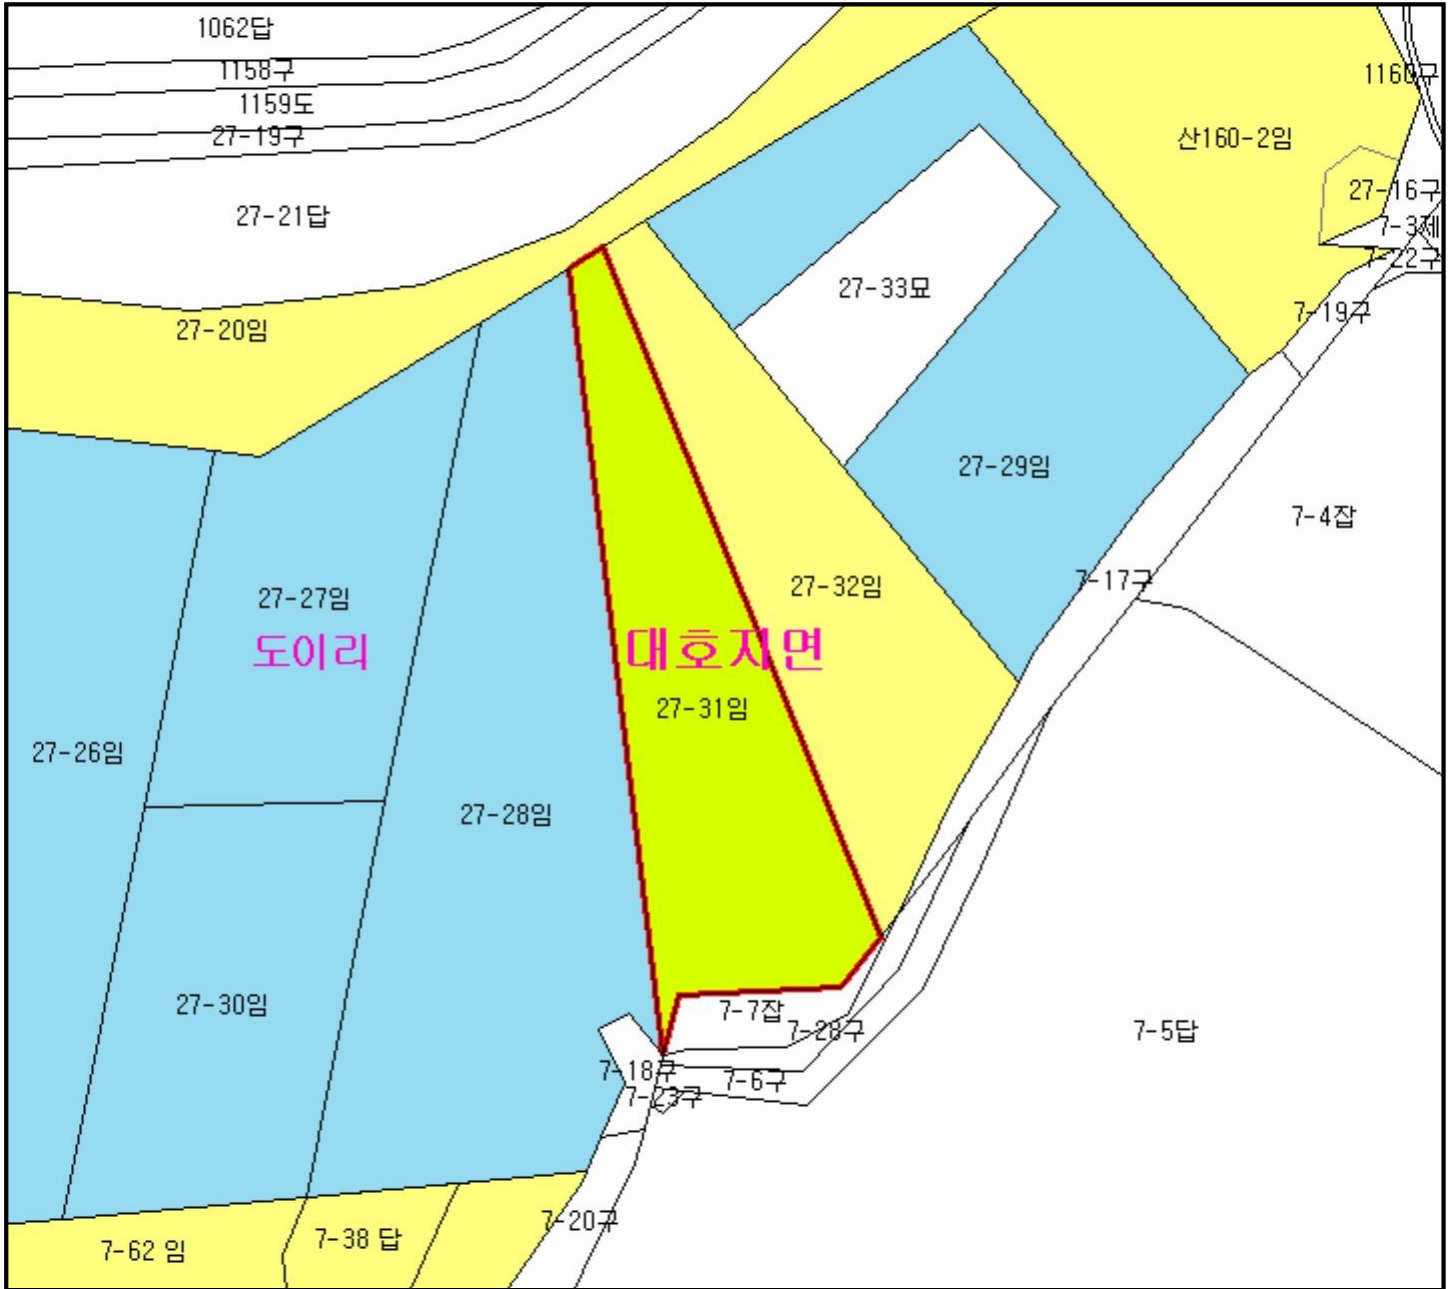 1062답
1158구
1160구
1159도
27-19구
산160-2임
27-16구
27-21답
7-3제
7-22구
27-33묘
7-19구
27-20임
27-29임
7-4잡
7-17구
27-32임
27-27임
도이리
대호지면
27-31임
27-26임
27-28임
27-30임
7-7잡
7-28구
7-5답
7-18구
7-6구
7-23구
7-20구
7-38 답
7-62 임